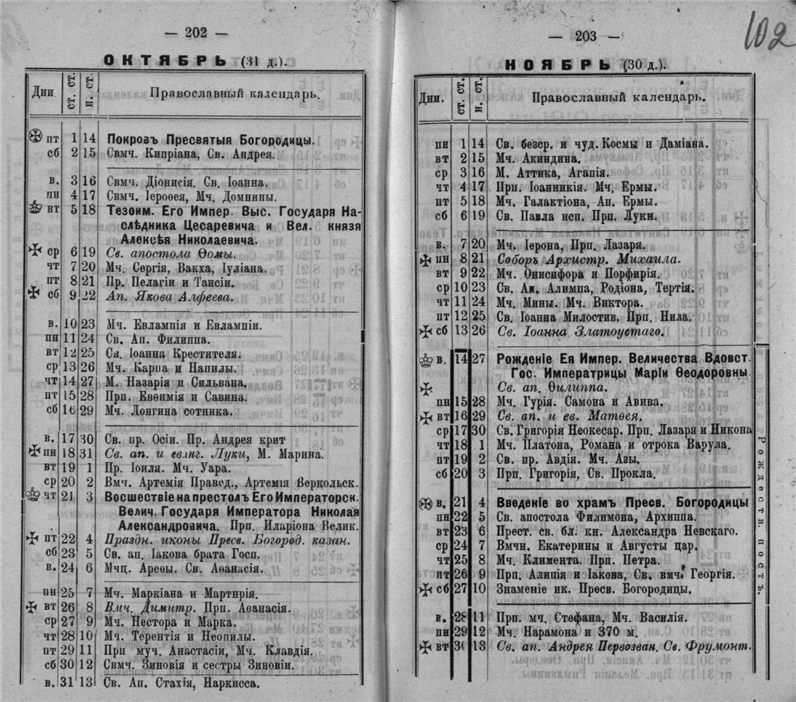 — 202 —
ОКТЯБРЬ (31 д.).
Дни ст. ст. н. ст. Православный календарь.
пт 1 14 Покровъ Пресвятыя Богородицы.
сб 2 15 Свмч. Кипріана, Св. Андрея.
в. 3 16 Свмч. Діонисія. Св. Іоанна.
пн 4 17 Свмч. Іероѳея, Мч. Домнины.
вт 5 18 Тезоим. Его Импер. Выс. Государя На-
слѣдника Цесаревича и Вел. князя
Алексѣя Николаевича.
ср 6 19 Св. апостола Ѳомы.
чт 7 20 Мч. Сергія, Вакха, Іуліана.
пт 8 21 Пр. Пелагіи и Таисіи.
сб 9 22 Ап. Якова Алфеева.
в. 10 23 Мч. Евлампія и Евлампіи.
пн 11 24 Св. Ап. Филиппа.
вт 12 25 Св. Іоанна Крестителя.
ср 13 26 Мч. Карпа и Папилы.
чт 14 27 М. Назарія и Сильвана.
пт 15 28 Прп. Евѳимія и Савина.
сб 16 29 Мч. Лонгина сотника.
в. 17 30 Св. пр. Осіи. Пр. Андрея крит
пн 18 31 Св. ап. и евлнг. Луки, М. Марина.
вт 19 1 Пр. Іоиля. Мч. Уара.
ср 20 2 Вмч. Артемія Правед., Артемія Веркольск.
чт 21 3 Восшествіе на престолъ Его Императорск.
Велич. Государя Императора Николая
Александровича. Прп. Иларіона Велик.
пт 22 4 Праздн. иконы Пресв. Богород. казан.
сб 23 5 Св. ап. Іакова брата Госп.
в. 24 6 Мчц. Арефы. Св. Аѳанасія.
пн 25 7 Мч. Маркіана и Мартирія.
вт 26 8 Вмч. Димитр. Прп. Аѳанасія.
ср 27 9 Мч. Нестора и Марка.
чт 28 10 Мч. Терентія и Неопилы.
пт 29 11 Прп муч. Анастасіи, Мч. Клавдія.
сб 30 12 Свмч. Зиновія и сестры Зиновіи.
в. 31 13 Св. Ап. Стахія, Наркисса.
— 203 —
102
НОЯБРЬ (30 д.).
Дни. ст. ст. н. ст. Православный календарь.
пн 1 14 Св. безср. и чуд. Космы и Даміана.
вт 2 15 Мч. Акиндина.
ср 3 16 М. Аттика, Агапія.
чт 4 17 Прп. Іоанникія. Мч. Ермы.
пт 5 18 Мч. Галактіона, Ап. Ермы.
сб 6 19 Св. Павла исп. Прп. Луки.
в. 7 20 Мч. Іерона, Прп. Лазаря.
пн 8 21 Соборъ Архистр. Михаила.
вт 9 22 Мч. Онисифора и Порфирія.
ср 10 23 Св. Ап. Алимпа, Родіона, Тертія.
чт 11 24 Мч. Мины. Мч. Виктора.
пт 12 25 Св. Іоанна Милостив. Прп. Нила.
сб 13 26 Св. Іоанна Златоустаго.
в. 14 27 Рожденіе Ея Импер. Величества Вдовст.
Гос. Императрицы Маріи Ѳеодоровны
Св. ап. Филиппа.
пн 15 28 Мч. Гурія. Самона и Авива.
вт 16 29 Св. ап. и ев. Матѳея.
ср 17 30 Св. Григорія Неокесар. Прп. Лазаря и Никона
чт 18 1 Мч. Платона, Романа и отрока Варула.
пт 19 2 Св. пр. Авдія. Мч. Азы.
сб 20 3 Прп. Григорія, Св. Прокла.
в. 21 4 Введеніе во храмъ Пресв. Богородицы
пн 22 5 Св. апостола Филимона, Архиппа.
вт 23 6 Прест. св. бл. кн. Александра Невскаго.
ср 24 7 Вмчн. Екатерины и Августы цар.
чт 25 8 Мч. Климента. Прп. Петра.
пт 26 9 Прп. Алипія и Іакова, Св. вмч. Георгія.
сб 27 10 Знаменіе ик. Пресв. Богородицы.
в. 28 11 Прп. мч. Стефана, Мч. Василія.
пн 29 12 Мч. Парамона и 370 м.
вт 30 13 Св. ап. Андрея Первозван. Св. Фрумонт.
Рождеств. постъ.